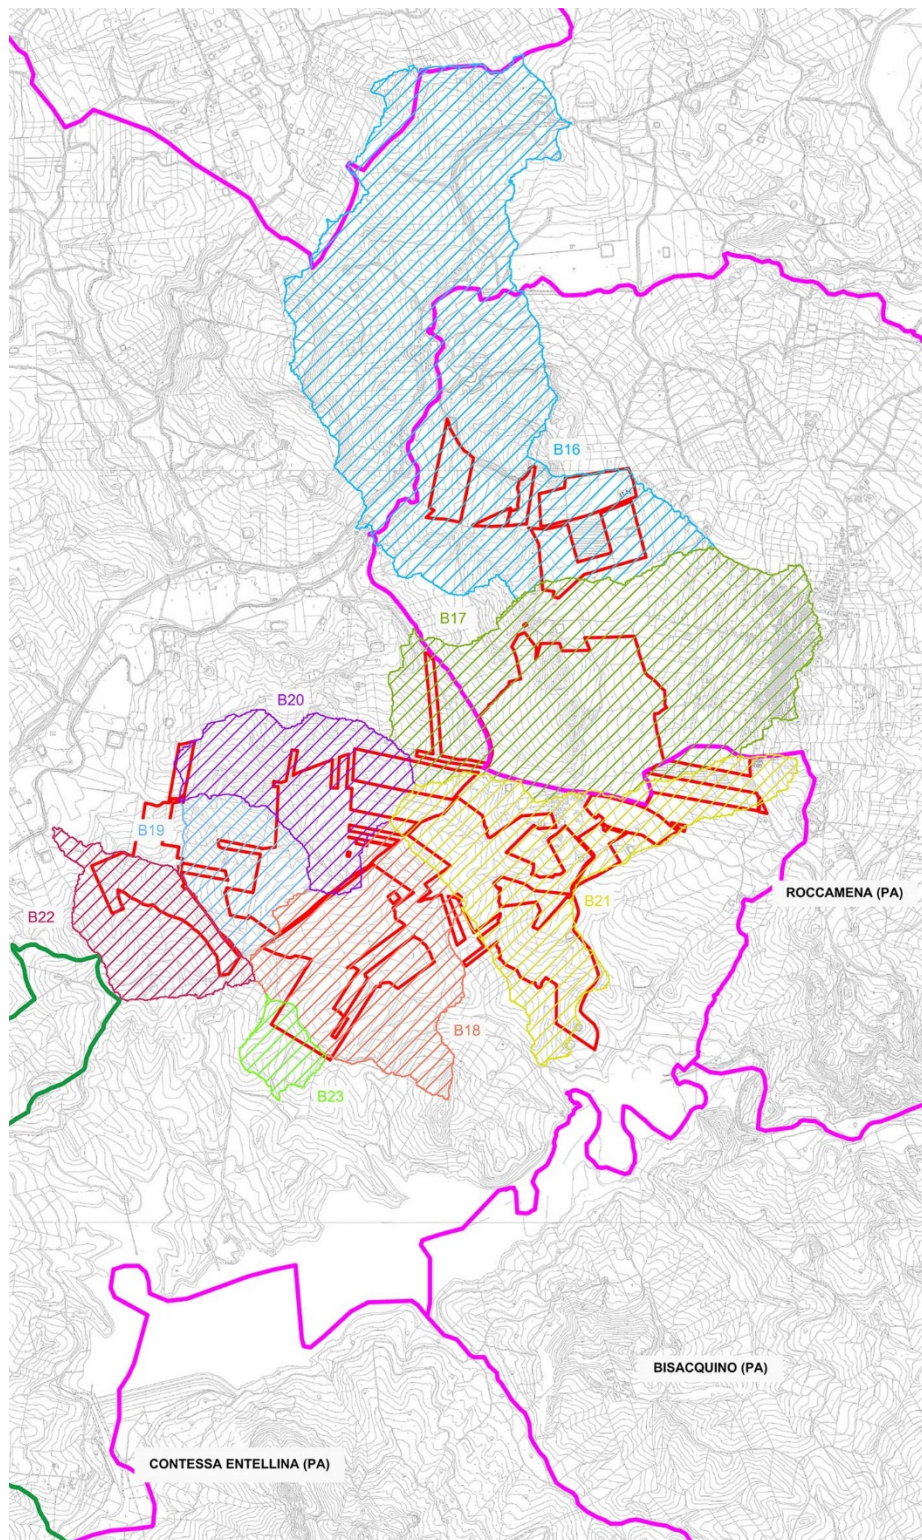 B16
B17
B20
B19
ROCCAMENA (PA)
B22
B21
B18
B23
BISACQUINO (PA)
CONTESSA ENTELLINA (PA)